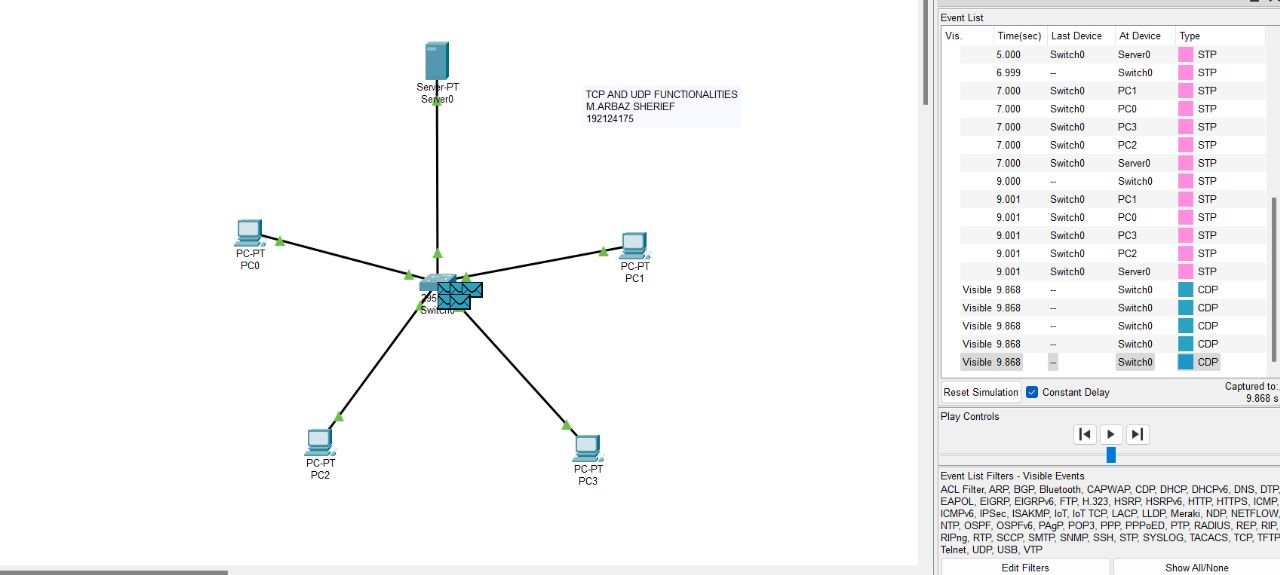 Server-PT
Server0
TCP AND UDP FUNCTIONALITIES
M.ARBAZ SHERIEF
192124175
PC-PT
PC0
PC-PT
PC1
Switch0
PC-PT
PC2
PC-PT
PC3
Event List
Vis. Time(sec) Last Device At Device Type
5.000 Switch0 Server0 STP
6.999 -- Switch0 STP
7.000 Switch0 PC1 STP
7.000 Switch0 PC0 STP
7.000 Switch0 PC3 STP
7.000 Switch0 PC2 STP
7.000 Switch0 Server0 STP
9.000 -- Switch0 STP
9.001 Switch0 PC1 STP
9.001 Switch0 PC0 STP
9.001 Switch0 PC3 STP
9.001 Switch0 PC2 STP
9.001 Switch0 Server0 STP
Visible 9.868 -- Switch0 CDP
Visible 9.868 -- Switch0 CDP
Visible 9.868 -- Switch0 CDP
Visible 9.868 -- Switch0 CDP
Visible 9.868 -- Switch0 CDP
Reset Simulation Constant Delay
Captured to:
9.868 s
Play Controls
Event List Filters - Visible Events
ACL Filter, ARP, BGP, Bluetooth, CAPWAP, CDP, DHCP, DHCPv6, DNS, DTP,
EAPOL, EIGRP, EIGRPv6, FTP, H.323, HSRP, HSRPv6, HTTP, HTTPS, ICMP,
ICMPv6, IPSec, ISAKMP, IoT, IoT TCP, LACP, LLDP, Meraki, NDP, NETFLOW,
NTP, OSPF, OSPFv6, PAgP, POP3, PPP, PPPoED, PTP, RADIUS, REP, RIP,
RIPng, RTP, SCCP, SMTP, SNMP, SSH, STP, SYSLOG, TACACS, TCP, TFTP,
Telnet, UDP, USB, VTP
Edit Filters Show All/None